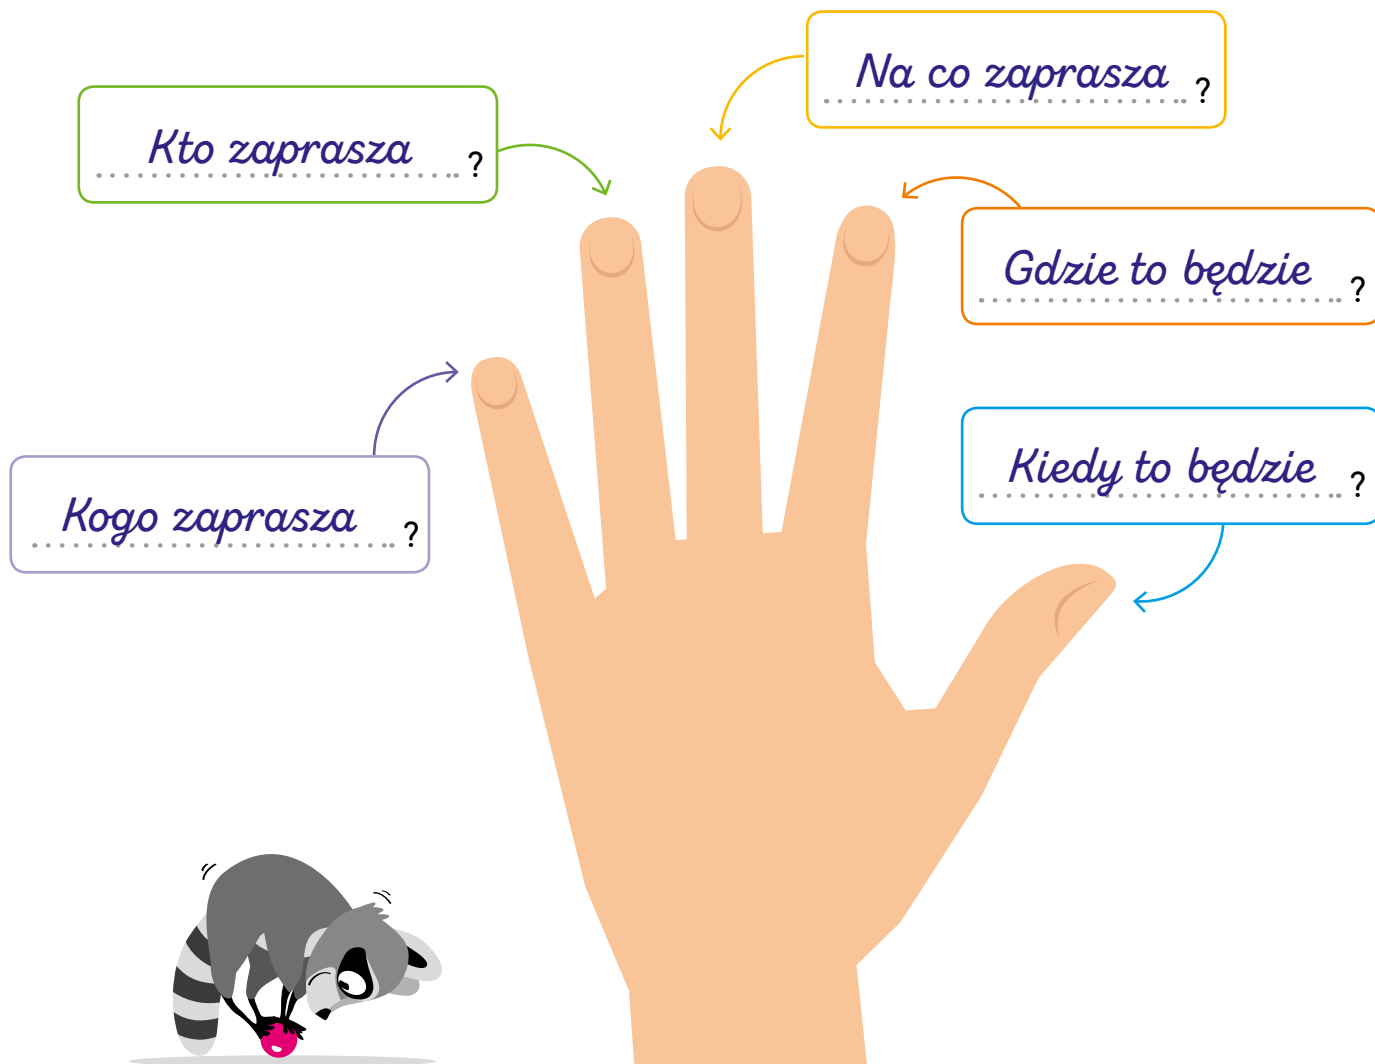 Na co zaprasza ?
Kto zaprasza ?
Gdzie to będzie ?
Kiedy to będzie ?
Kogo zaprasza ?